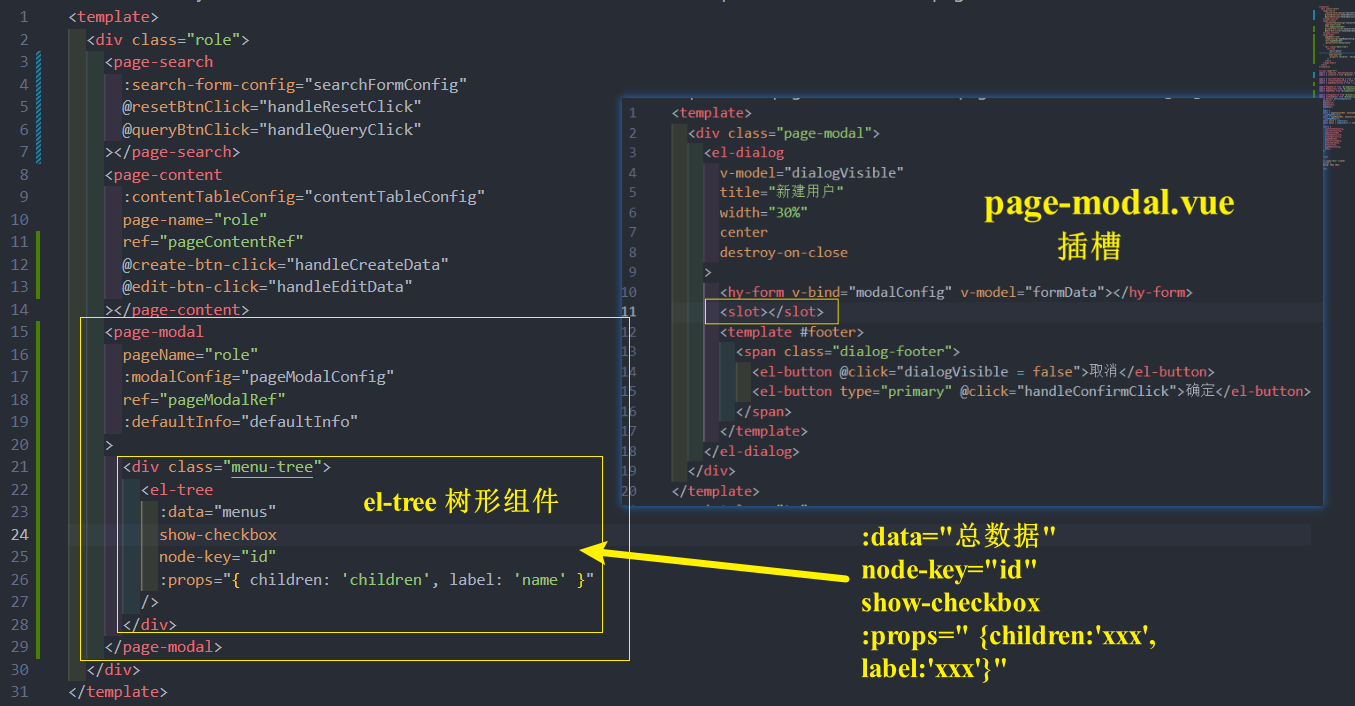 1 <template>
2 <div class="role">
3 <page-search
4 :search-form-config="searchFormConfig"
5 @resetBtnClick="handleResetClick"
6 @queryBtnClick="handleQueryClick"
7 ></page-search>
8 <page-content
9 :contentTableConfig="contentTableConfig"
10 page-name="role"
11 ref="pageContentRef"
12 @create-btn-click="handleCreateData"
13 @edit-btn-click="handleEditData"
14 ></page-content>
15 <page-modal
16 pageName="role"
17 :modalConfig="pageModalConfig"
18 ref="pageModalRef"
19 :defaultInfo="defaultInfo"
20 >
21 <div class="menu-tree">
22 <el-tree
23 :data="menus"
24 show-checkbox
25 node-key="id"
26 :props="{ children: 'children', label: 'name' }"
27 />
28 </div>
29 </page-modal>
30 </div>
31 </template>
el-tree 树形组件
1 <template>
2 <div class="page-modal">
3 <el-dialog
4 v-model="dialogVisible"
5 title="新建用户"
6 width="30%"
7 center
8 destroy-on-close
9 >
10 <hy-form v-bind="modalConfig" v-model="formData"></hy-form>
11 <slot></slot>
12 <template #footer>
13 <span class="dialog-footer">
14 <el-button @click="dialogVisible = false">取消</el-button>
15 <el-button type="primary" @click="handleConfirmClick">确定</el-button>
16 </span>
17 </template>
18 </el-dialog>
19 </div>
20 </template>
page-modal.vue
插槽
:data="总数据"
node-key="id"
show-checkbox
:props=" {children:'xxx',
label:'xxx'}"